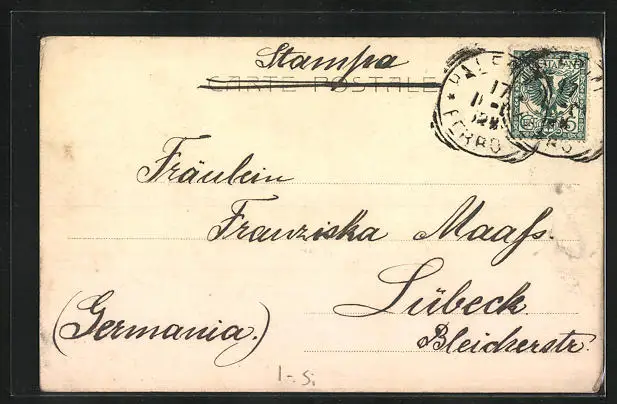 Stampa
CARTE POSTALE
Fräulein
Franziska Maaß.
Lübeck
Bleicherstr.
(Germania.)
1-5.